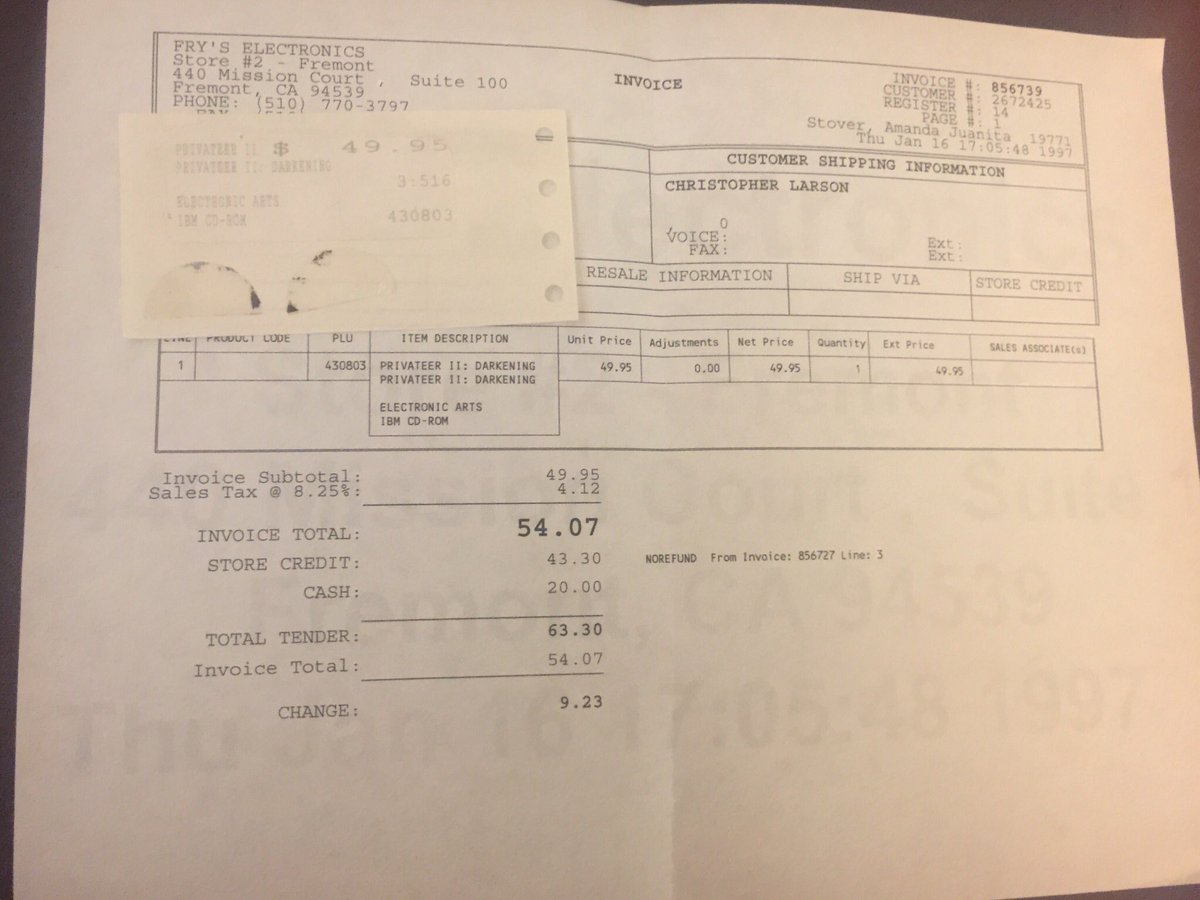 FRY'S ELECTRONICS
Store #2 - Fremont
440 Mission Court , Suite 100
Fremont, CA 94539
PHONE: (510) 770-3797
INVOICE
INVOICE #: 856739
CUSTOMER #: 2672425
REGISTER #: 14
PAGE #: 1
Stover, Amanda Juanita 19771
Thu Jan 16 17:05:48 1997
PRIVATEER II $ 49.95
PRIVATEER II: DARKENING
3:516
ELECTRONIC ARTS
IBM CD-ROM 430803
CUSTOMER SHIPPING INFORMATION
CHRISTOPHER LARSON
, 0
VOICE: Ext:
FAX: Ext:
RESALE INFORMATION SHIP VIA STORE CREDIT
LINE PRODUCT CODE PLU ITEM DESCRIPTION Unit Price Adjustments Net Price Quantity Ext Price SALES ASSOCIATE(s)
1 430803 PRIVATEER II: DARKENING 49.95 0.00 49.95 1 49.95
PRIVATEER II: DARKENING
ELECTRONIC ARTS
IBM CD-ROM
Invoice Subtotal: 49.95
Sales Tax @ 8.25%: 4.12
INVOICE TOTAL: 54.07
STORE CREDIT: 43.30 NOREFUND From Invoice: 856727 Line: 3
CASH: 20.00
TOTAL TENDER: 63.30
Invoice Total: 54.07
CHANGE: 9.23